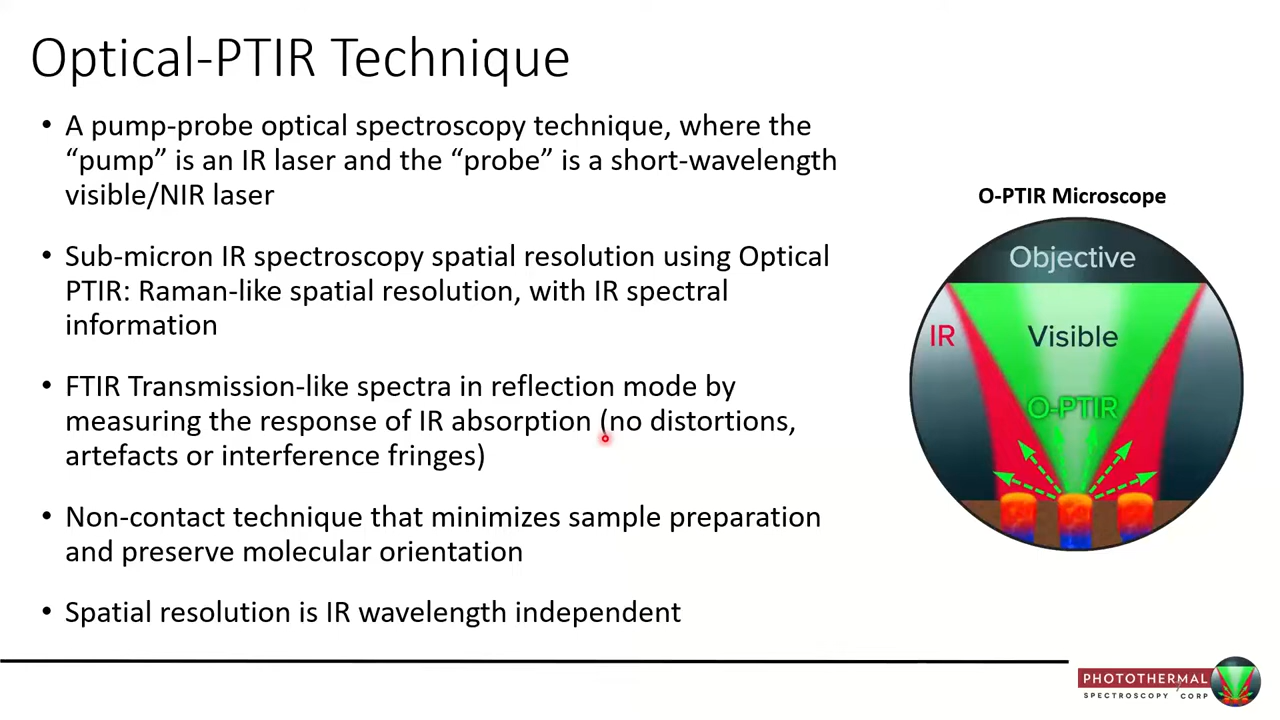 Optical-PTIR Technique
• A pump-probe optical spectroscopy technique, where the
“pump” is an IR laser and the “probe” is a short-wavelength
visible/NIR laser
• Sub-micron IR spectroscopy spatial resolution using Optical
PTIR: Raman-like spatial resolution, with IR spectral
information
• FTIR Transmission-like spectra in reflection mode by
measuring the response of IR absorption (no distortions,
artefacts or interference fringes)
• Non-contact technique that minimizes sample preparation
and preserve molecular orientation
• Spatial resolution is IR wavelength independent
O-PTIR Microscope
Objective
IR
Visible
O-PTIR
PHOTOTHERMAL
SPECTROSCOPY CORP